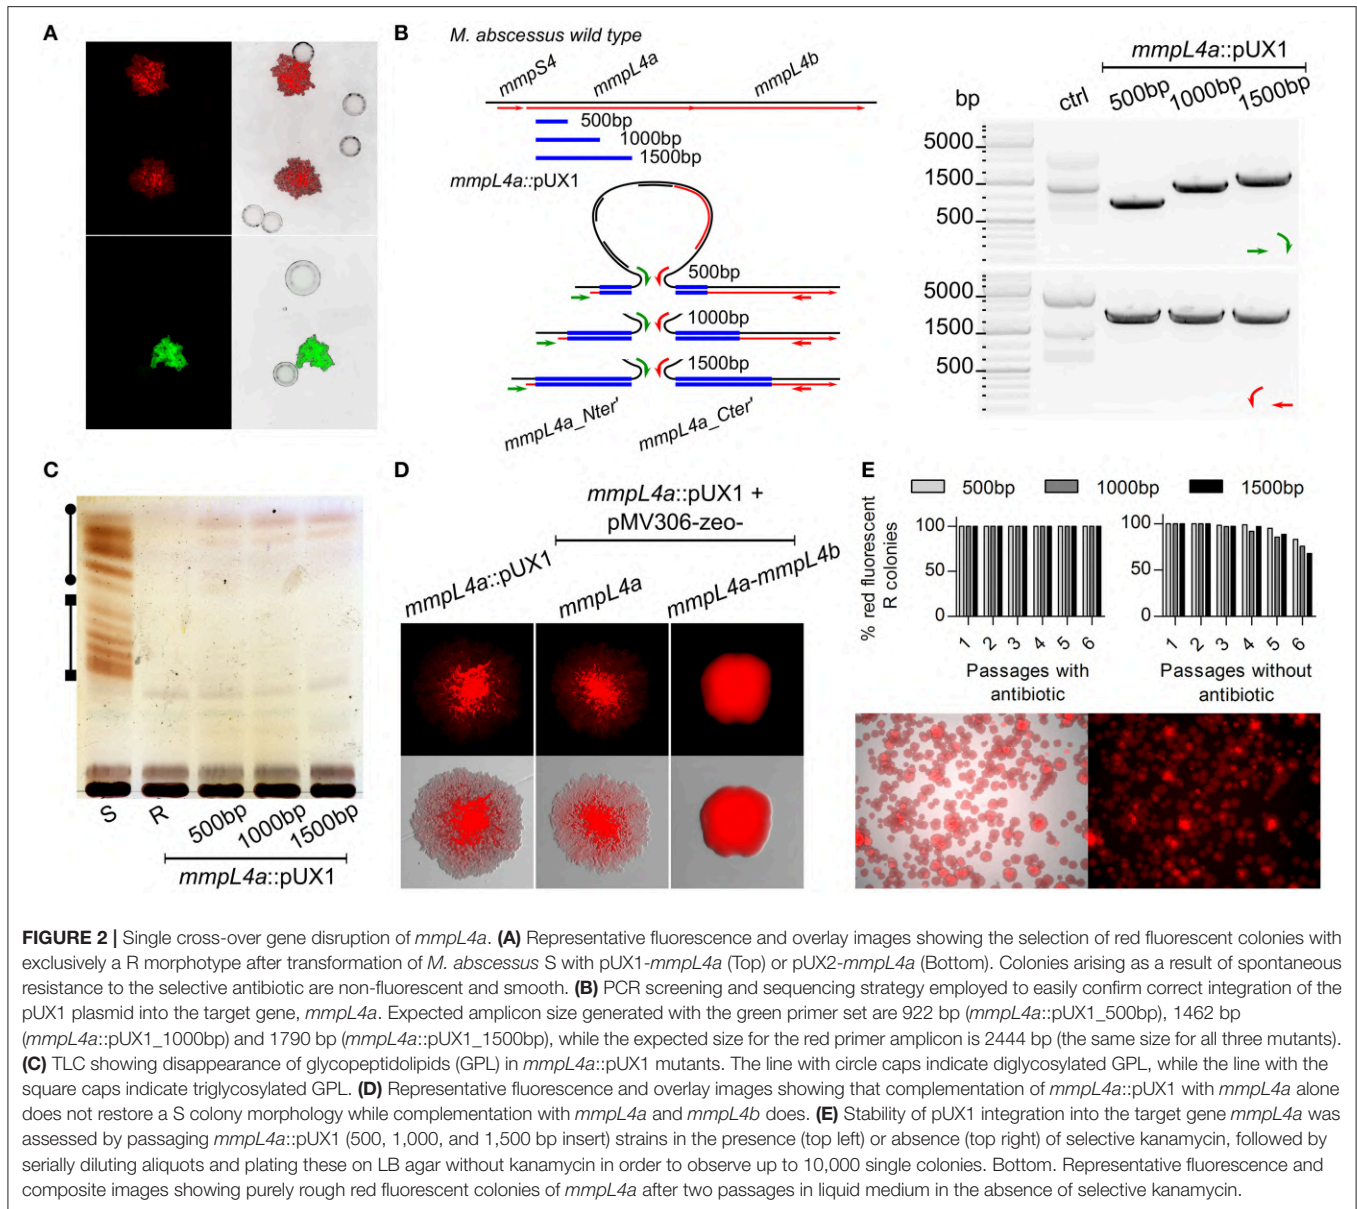 A
B
M. abscessus wild type
mmpS4
mmpL4a
mmpL4b
500bp
1000bp
1500bp
mmpL4a::pUX1
500bp
1000bp
1500bp
mmpL4a_Nter'
mmpL4a_Cter'
mmpL4a::pUX1
bp
ctrl
500bp
1000bp
1500bp
5000
1500
500
5000
1500
500
C
S
R
500bp
1000bp
1500bp
mmpL4a::pUX1
D
mmpL4a::pUX1 +
pMV306-zeo-
mmpL4a::pUX1
mmpL4a
mmpL4a-mmpL4b
E
500bp
1000bp
1500bp
% red fluorescent
R colonies
100
50
0
1
2
3
4
5
6
Passages with
antibiotic
100
50
0
1
2
3
4
5
6
Passages without
antibiotic
FIGURE 2 | Single cross-over gene disruption of mmpL4a. (A) Representative fluorescence and overlay images showing the selection of red fluorescent colonies with
exclusively a R morphotype after transformation of M. abscessus S with pUX1-mmpL4a (Top) or pUX2-mmpL4a (Bottom). Colonies arising as a result of spontaneous
resistance to the selective antibiotic are non-fluorescent and smooth. (B) PCR screening and sequencing strategy employed to easily confirm correct integration of the
pUX1 plasmid into the target gene, mmpL4a. Expected amplicon size generated with the green primer set are 922 bp (mmpL4a::pUX1_500bp), 1462 bp
(mmpL4a::pUX1_1000bp) and 1790 bp (mmpL4a::pUX1_1500bp), while the expected size for the red primer amplicon is 2444 bp (the same size for all three mutants).
(C) TLC showing disappearance of glycopeptidolipids (GPL) in mmpL4a::pUX1 mutants. The line with circle caps indicate diglycosylated GPL, while the line with the
square caps indicate triglycosylated GPL. (D) Representative fluorescence and overlay images showing that complementation of mmpL4a::pUX1 with mmpL4a alone
does not restore a S colony morphology while complementation with mmpL4a and mmpL4b does. (E) Stability of pUX1 integration into the target gene mmpL4a was
assessed by passaging mmpL4a::pUX1 (500, 1,000, and 1,500 bp insert) strains in the presence (top left) or absence (top right) of selective kanamycin, followed by
serially diluting aliquots and plating these on LB agar without kanamycin in order to observe up to 10,000 single colonies. Bottom. Representative fluorescence and
composite images showing purely rough red fluorescent colonies of mmpL4a after two passages in liquid medium in the absence of selective kanamycin.